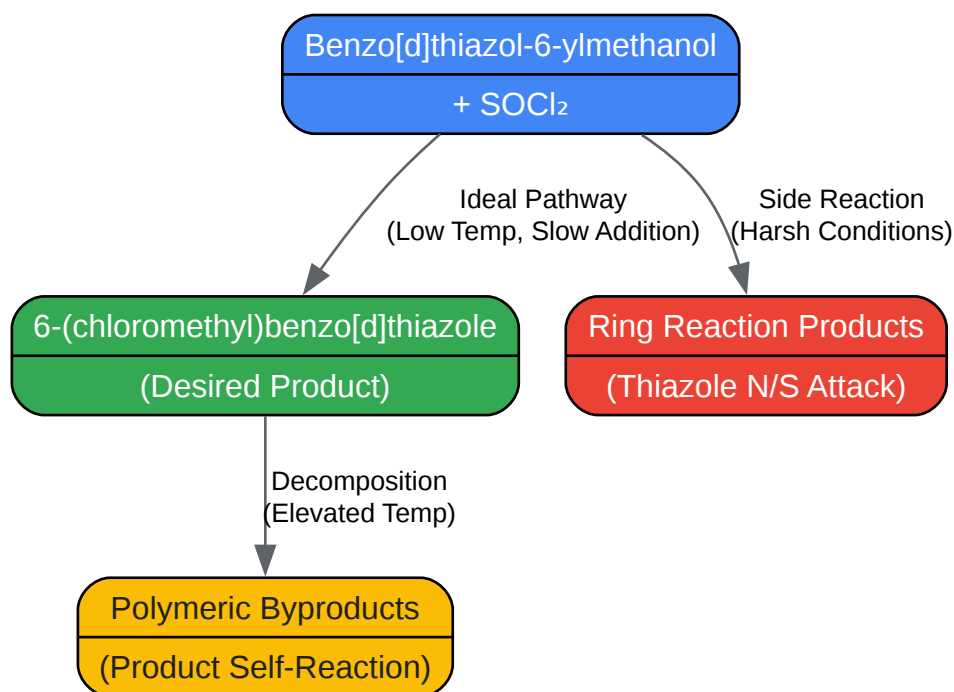 Benzo[d]thiazol-6-ylmethanol
+ SOCl₂
Ideal Pathway
(Low Temp, Slow Addition)
Side Reaction
(Harsh Conditions)
6-(chloromethyl)benzo[d]thiazole
(Desired Product)
Ring Reaction Products
(Thiazole N/S Attack)
Decomposition
(Elevated Temp)
Polymeric Byproducts
(Product Self-Reaction)